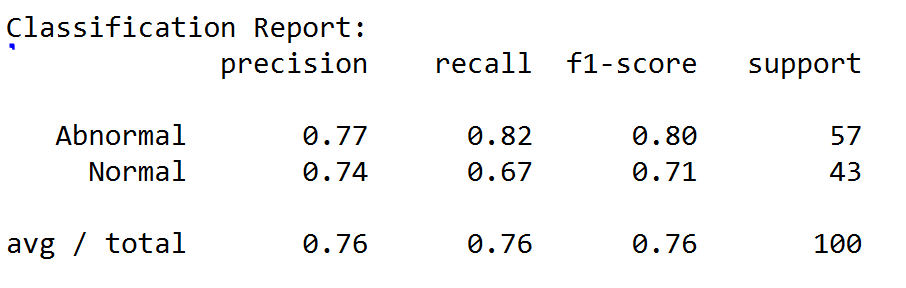 Classification Report:
precision recall f1-score support
Abnormal 0.77 0.82 0.80 57
Normal 0.74 0.67 0.71 43
avg / total 0.76 0.76 0.76 100